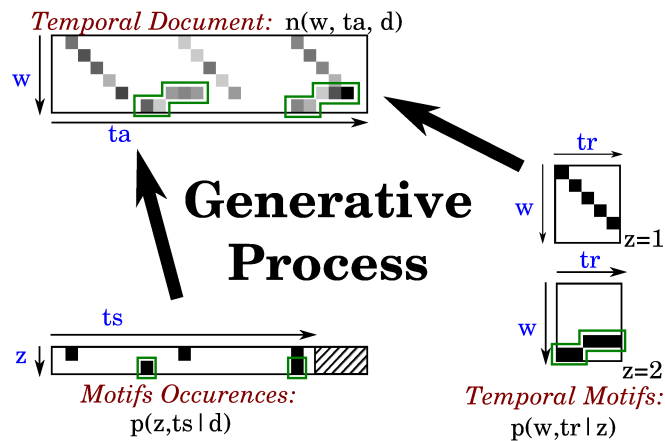 Temporal Document: n(w, ta, d)
w
ta
tr
w
z=1
Generative
Process
tr
w
z=2
ts
z
Motifs Occurences:
p(z,ts|d)
Temporal Motifs:
p(w,tr|z)